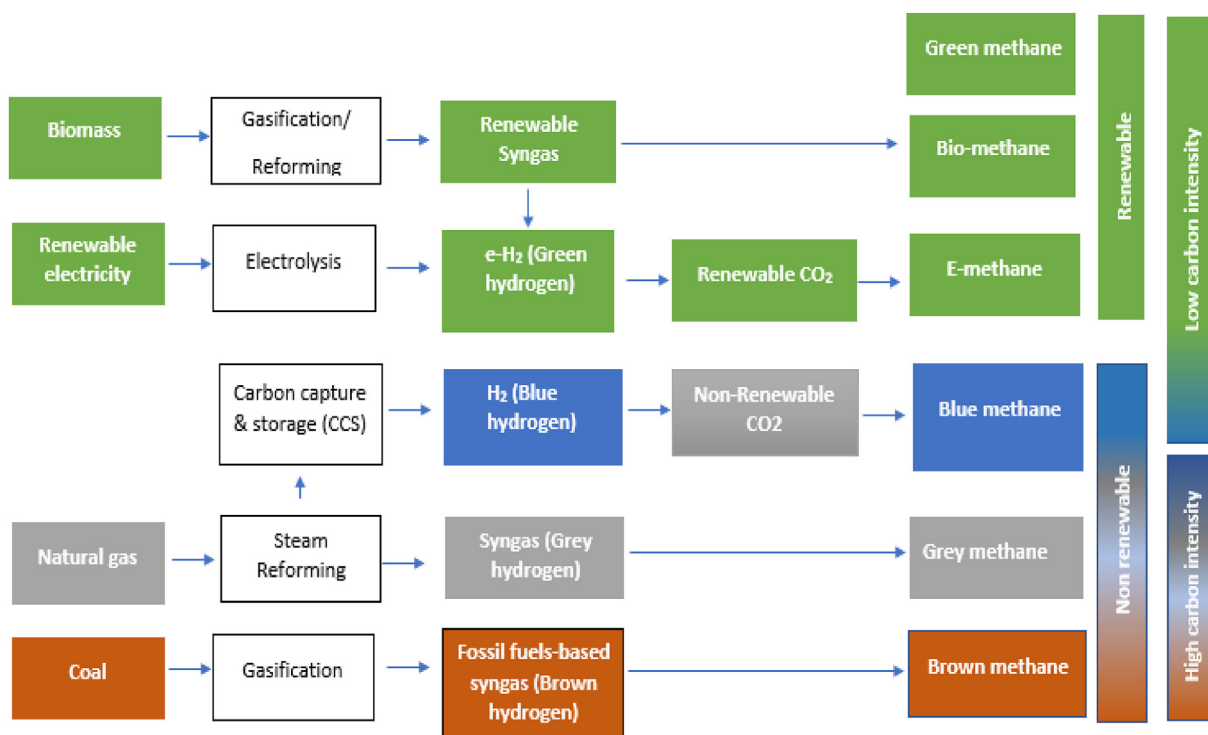 Green methane
Biomass
Gasification/
Reforming
Renewable
Syngas
Bio-methane
Renewable
electricity
Electrolysis
e-H₂ (Green
hydrogen)
Renewable CO₂
E-methane
Renewable
Low carbon intensity
Carbon capture
& storage (CCS)
H₂ (Blue
hydrogen)
Non-Renewable
CO2
Blue methane
Natural gas
Steam
Reforming
Syngas (Grey
hydrogen)
Grey methane
Coal
Gasification
Fossil fuels-based
syngas (Brown
hydrogen)
Brown methane
Non renewable
High carbon intensity